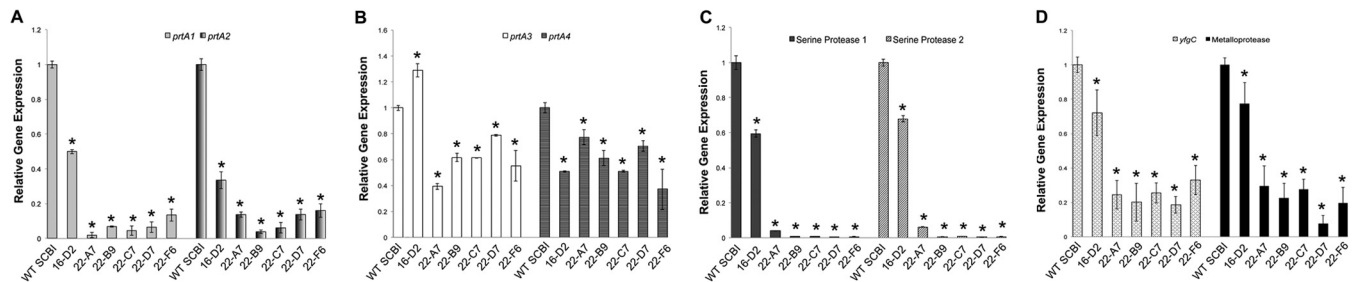 A
prtA1 prtA2
Relative Gene Expression
1.2
1
0.8
0.6
0.4
0.2
0
* * * * * * * * * * * *
WT SCBI 16-D2 22-A7 22-B9 22-C7 22-D7 22-F6 WT SCBI 16-D2 22-A7 22-B9 22-C7 22-D7 22-F6
B
prtA3 prtA4
Relative Gene Expression
1.6
1.4
1.2
1
0.8
0.6
0.4
0.2
0
* * * * * * * * * * * *
WT SCBI 16-D2 22-A7 22-B9 22-C7 22-D7 22-F6 WT SCBI 16-D2 22-A7 22-B9 22-C7 22-D7 22-F6
C
Serine Protease 1 Serine Protease 2
Relative Gene Expression
1.2
1
0.8
0.6
0.4
0.2
0
* * * * * * * * * * * *
WT SCBI 16-D2 22-A7 22-B9 22-C7 22-D7 22-F6 WT SCBI 16-D2 22-A7 22-B9 22-C7 22-D7 22-F6
D
yfgC Metalloprotease
Relative Gene Expression
1.2
1
0.8
0.6
0.4
0.2
0
* * * * * * * * * * * *
WT SCBI 16-D2 22-A7 22-B9 22-C7 22-D7 22-F6 WT SCBI 16-D2 22-A7 22-B9 22-C7 22-D7 22-F6